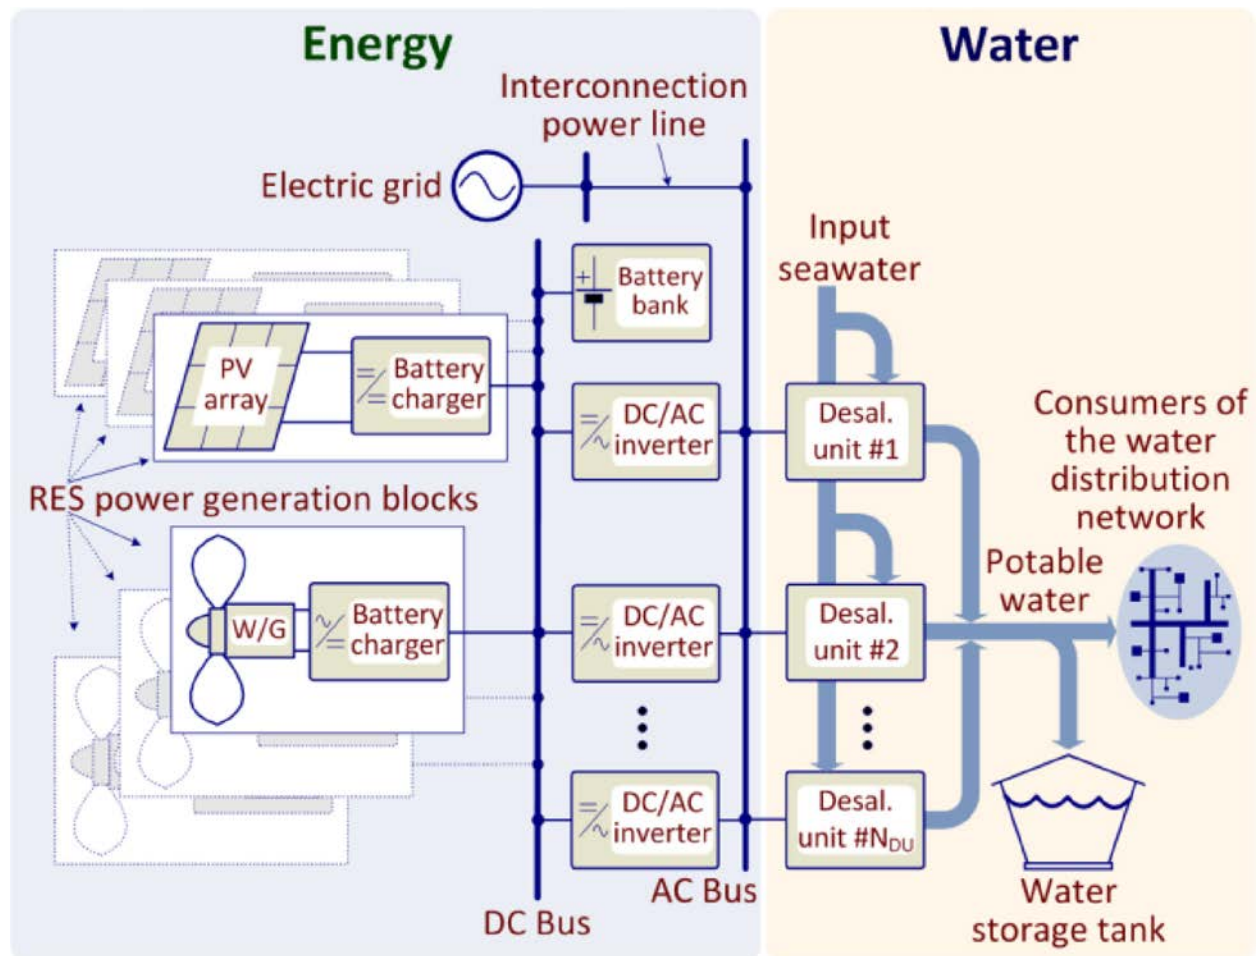 Energy
Water
Interconnection
power line
Electric grid
Input
seawater
+
Battery
bank
PV
array
Battery
charger
DC/AC
inverter
Desal.
unit #1
Consumers of
the water
distribution
network
RES power generation blocks
Potable
water
W/G
Battery
charger
DC/AC
inverter
Desal.
unit #2
DC/AC
inverter
Desal.
unit #N_DU
AC Bus
DC Bus
Water
storage tank